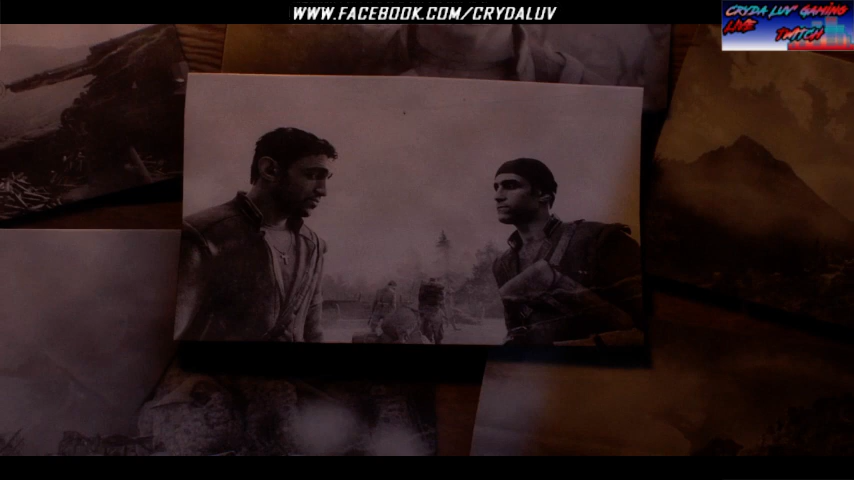 WWW.FACEBOOK.COM/CRYDALUV
CRYDA LUV' GAMING
LIVE
TWITCH